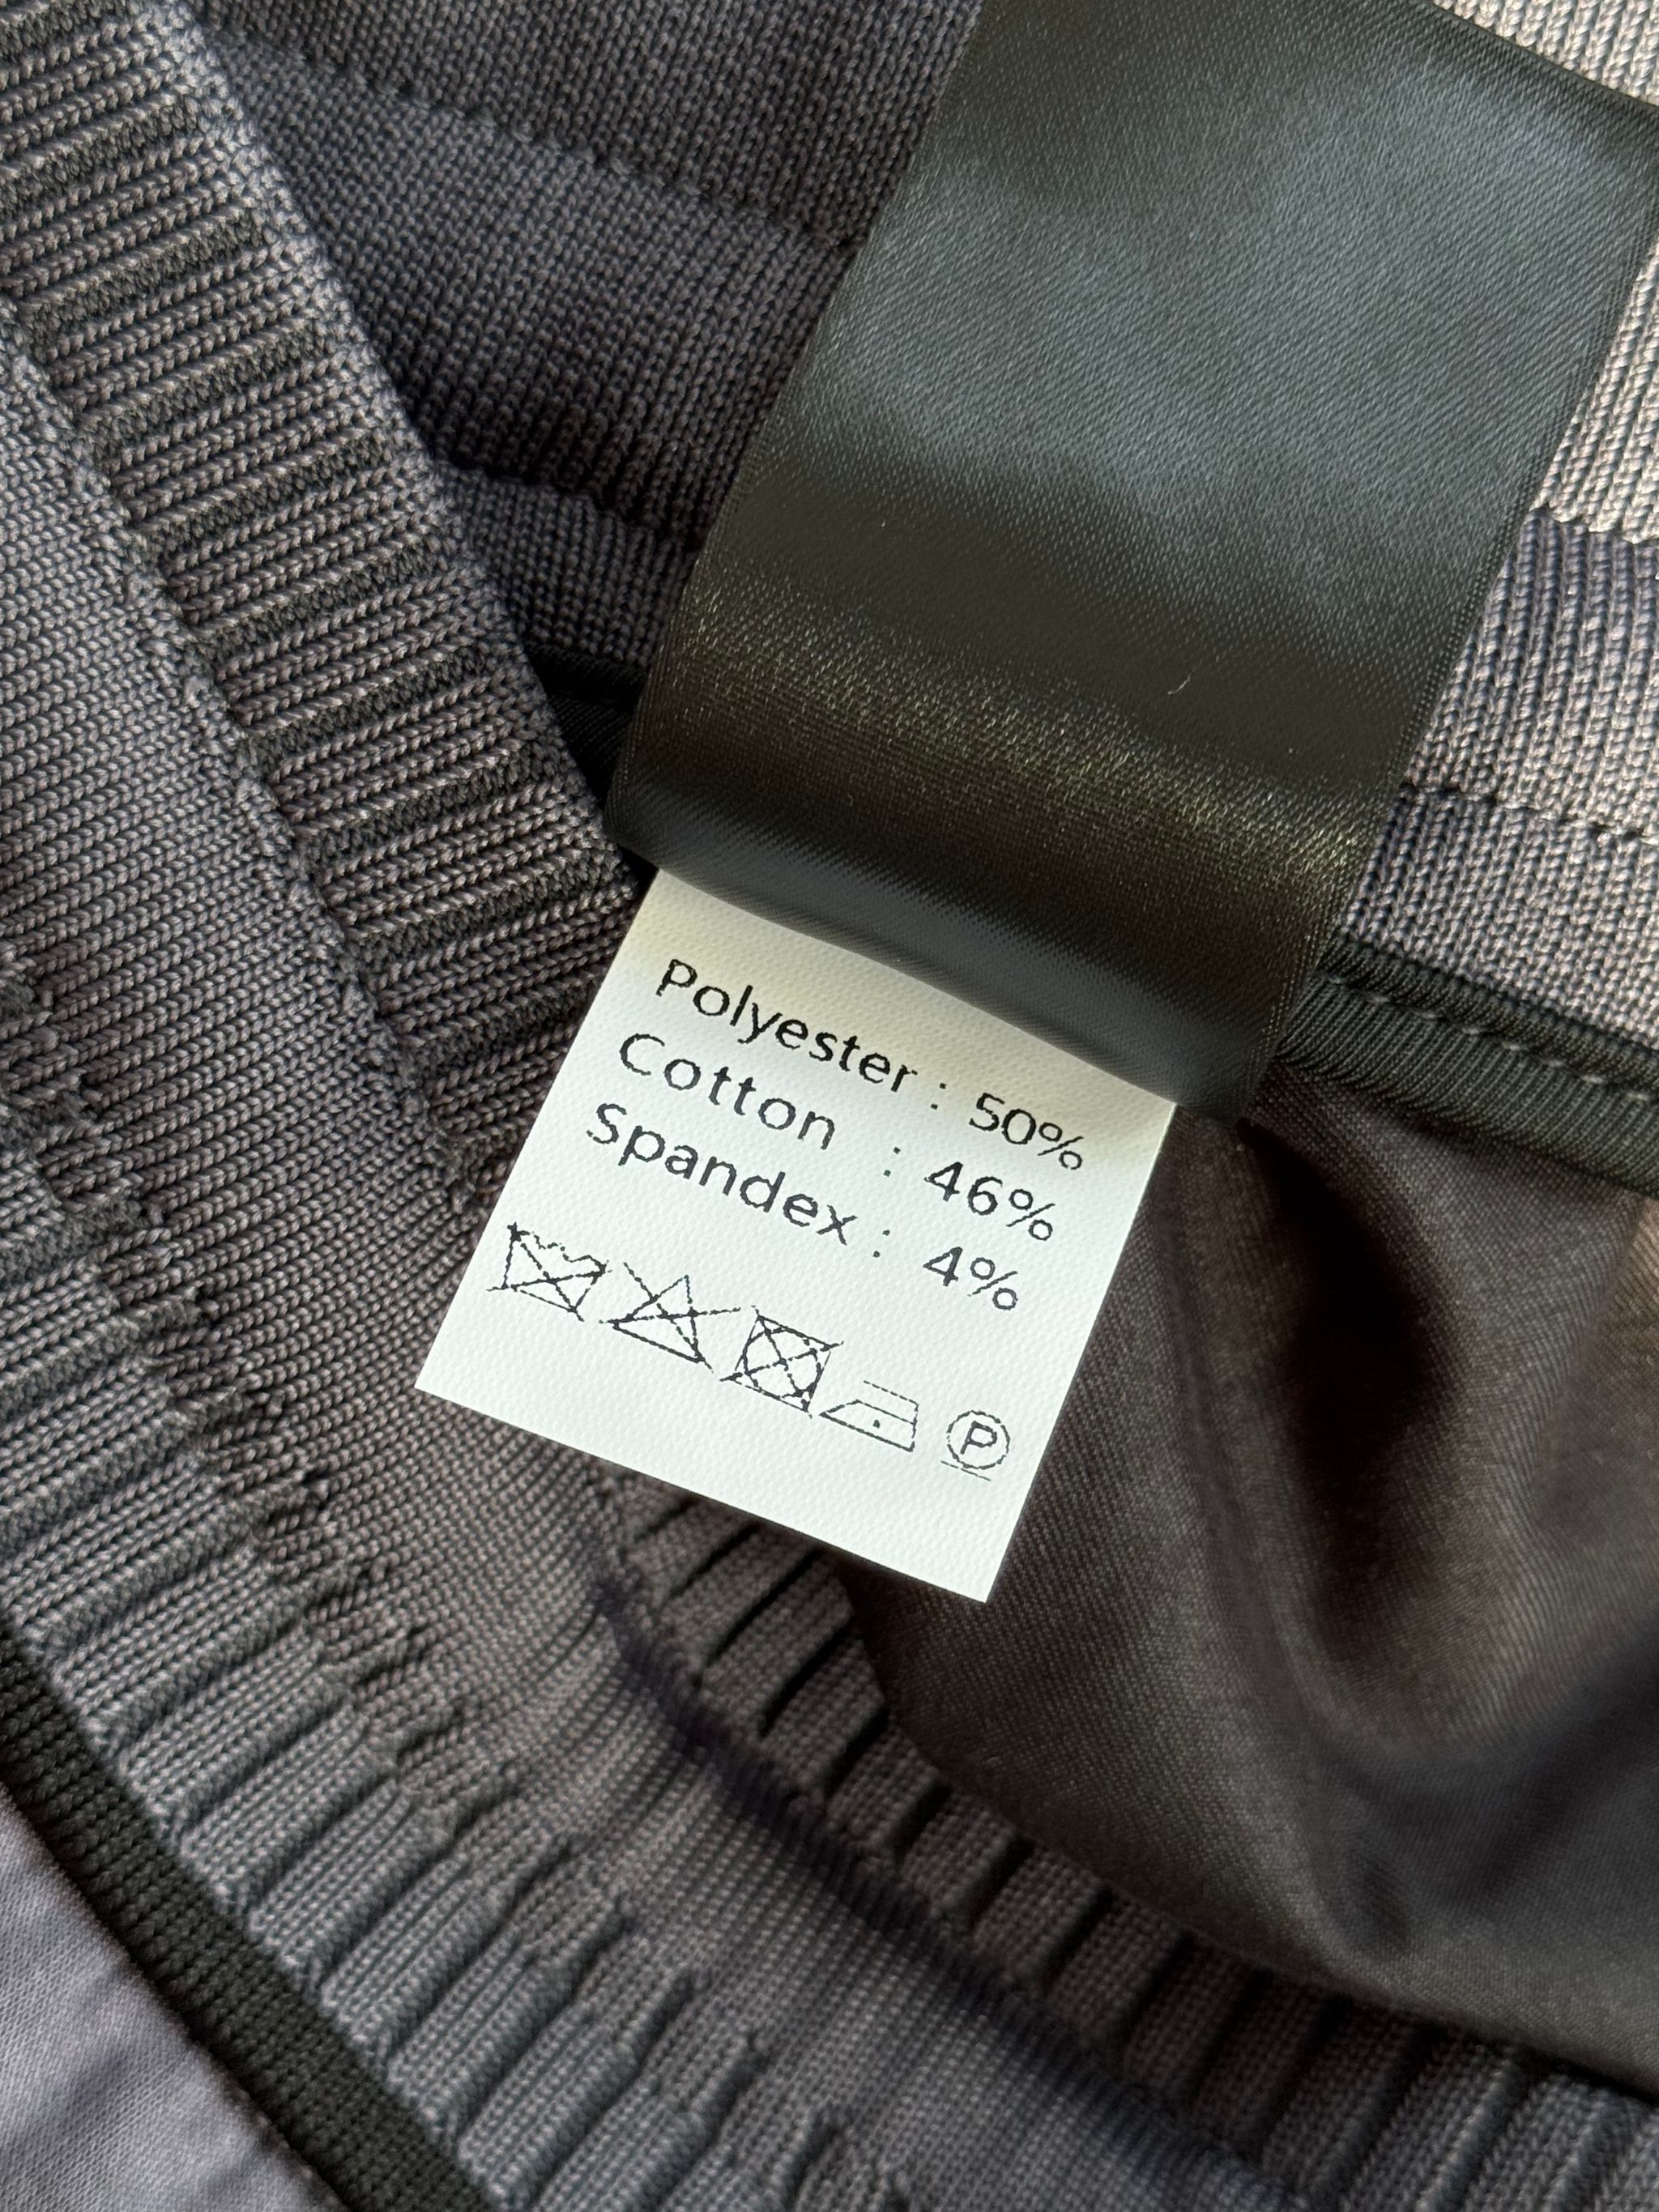 Polyester : 50%
Cotton : 46%
Spandex : 4%
P